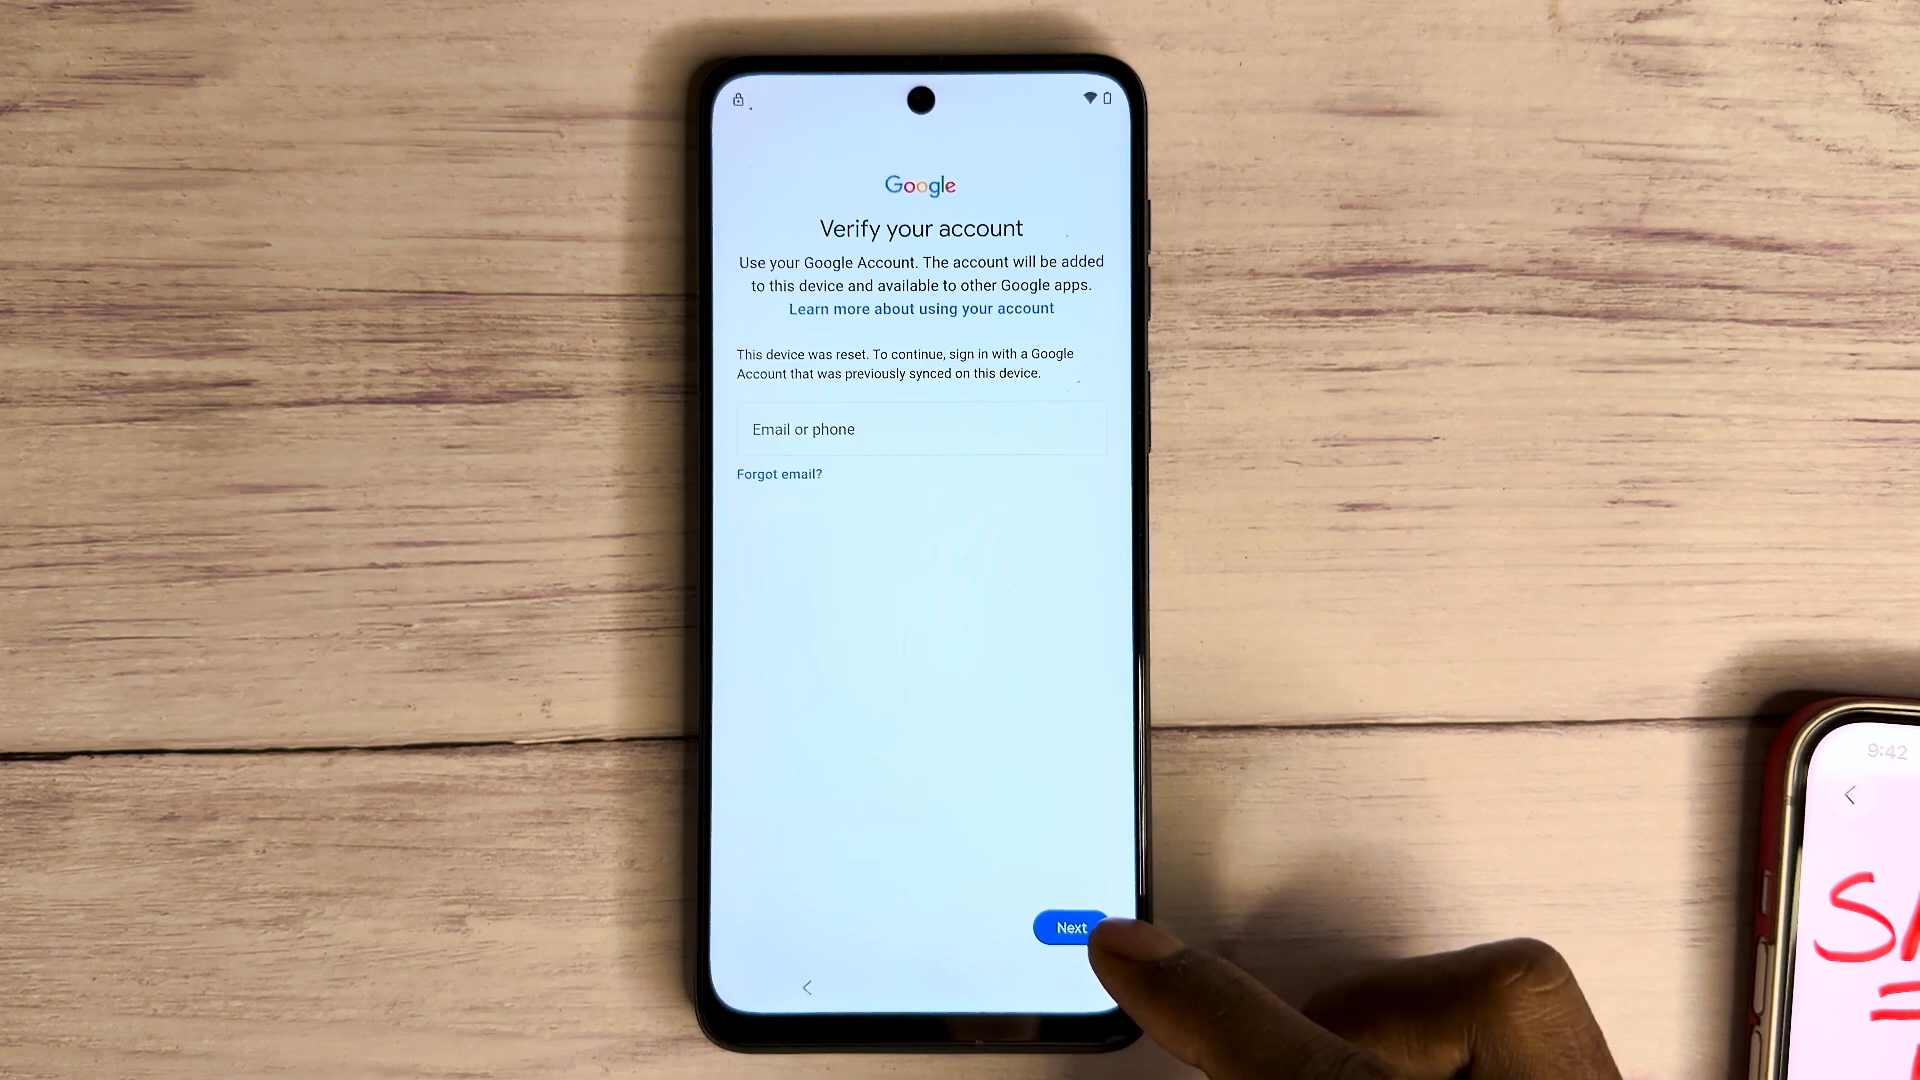 Google
Verify your account
Use your Google Account. The account will be added
to this device and available to other Google apps.
Learn more about using your account
This device was reset. To continue, sign in with a Google
Account that was previously synced on this device.
Email or phone
Forgot email?
Next
9:42